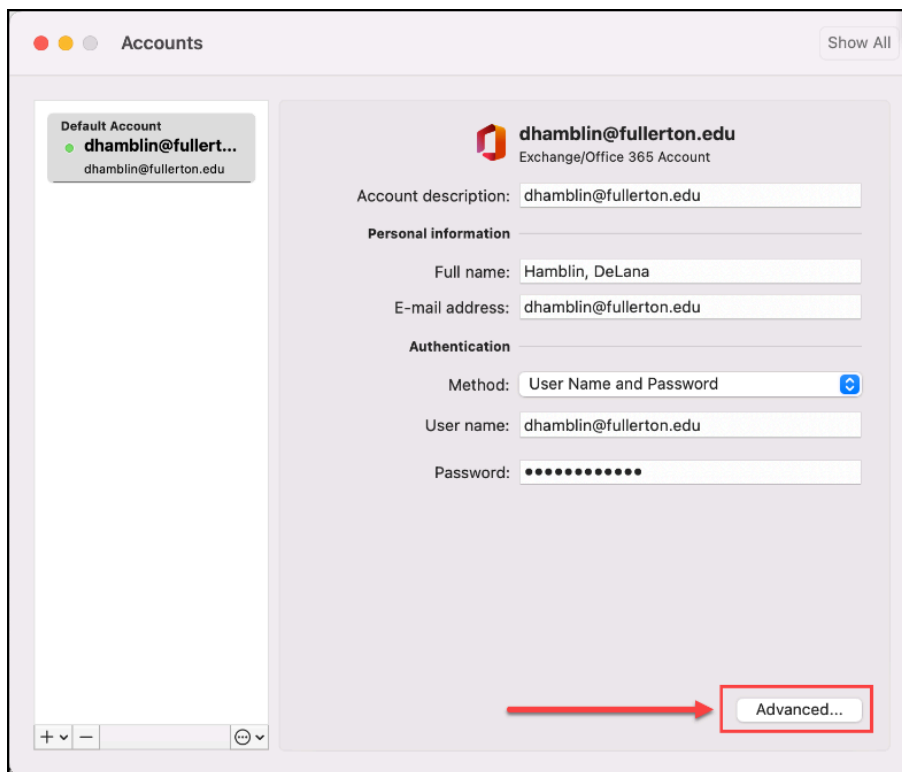 Accounts
Show All
Default Account
dhamblin@fullert...
dhamblin@fullerton.edu
dhamblin@fullerton.edu
Exchange/Office 365 Account
Account description: dhamblin@fullerton.edu
Personal information
Full name: Hamblin, DeLana
E-mail address: dhamblin@fullerton.edu
Authentication
Method: User Name and Password
User name: dhamblin@fullerton.edu
Password: ••••••••••••
Advanced...